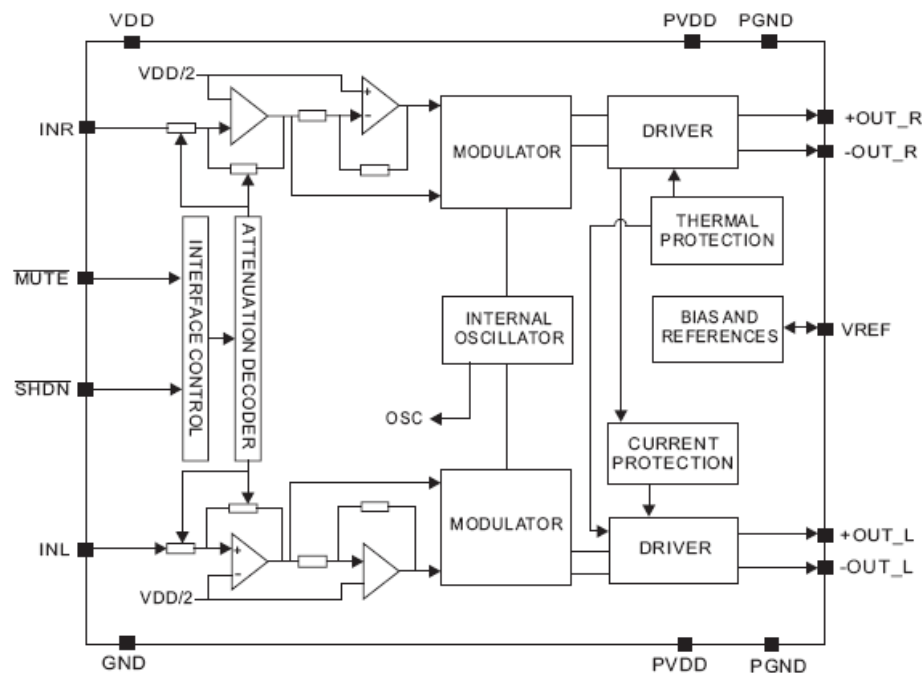 VDD
PVDD
PGND
VDD/2
+
-
INR
MODULATOR
DRIVER
+OUT_R
-OUT_R
THERMAL
PROTECTION
MUTE
INTERFACE CONTROL
ATTENUATION DECODER
INTERNAL
OSCILLATOR
BIAS AND
REFERENCES
VREF
SHDN
OSC
CURRENT
PROTECTION
MODULATOR
INL
+
-
DRIVER
+OUT_L
-OUT_L
VDD/2
GND
PVDD
PGND